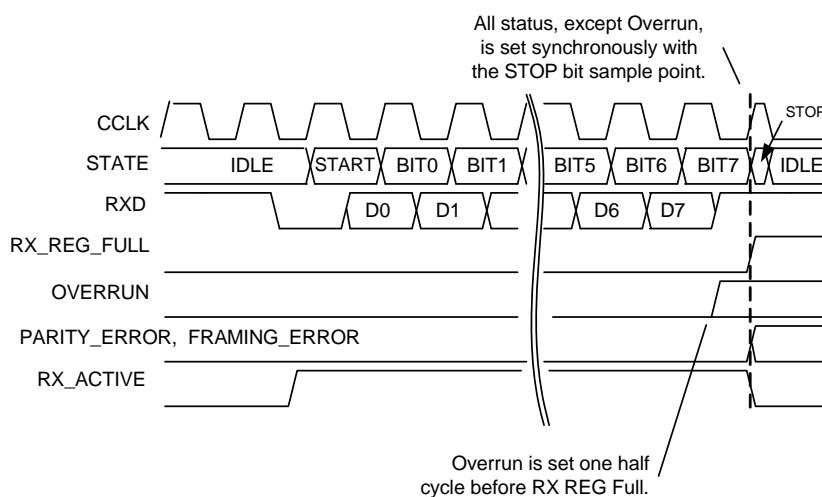 All status, except Overrun,
is set synchronously with
the STOP bit sample point.
CCLK
STOP
STATE IDLE START BIT0 BIT1 BIT5 BIT6 BIT7 IDLE
RXD D0 D1 D6 D7
RX_REG_FULL
OVERRUN
PARITY_ERROR, FRAMING_ERROR
RX_ACTIVE
Overrun is set one half
cycle before RX REG Full.